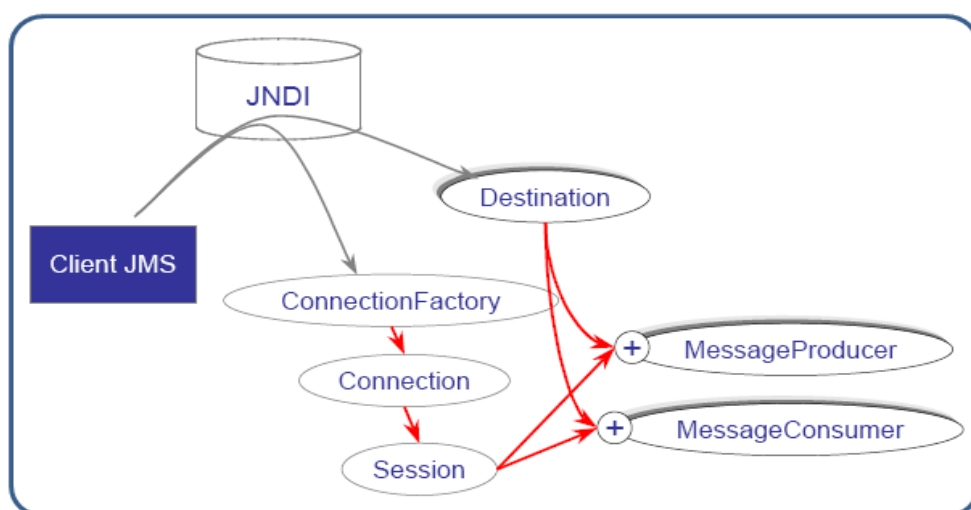 JNDI
Destination
Client JMS
ConnectionFactory
+ MessageProducer
Connection
+ MessageConsumer
Session